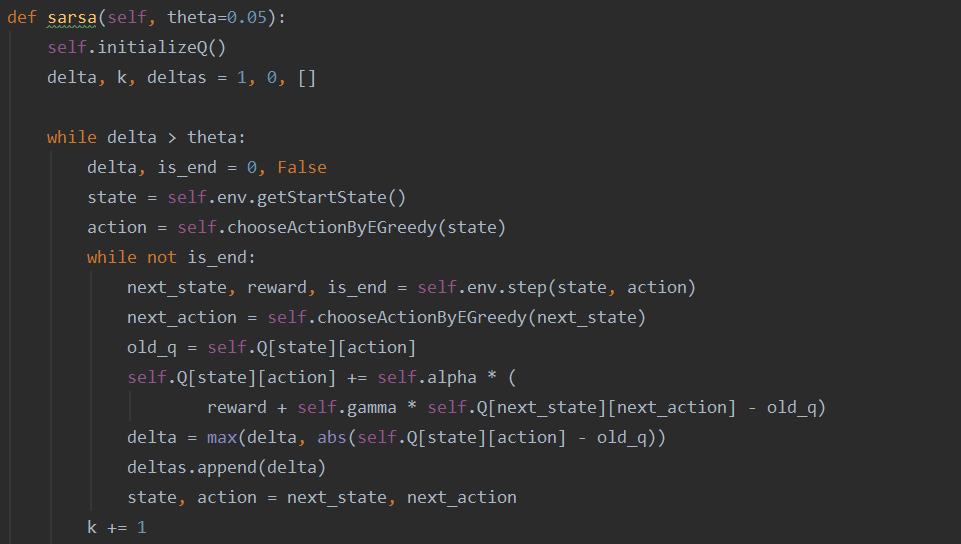 def sarsa(self, theta=0.05):
    self.initializeQ()
    delta, k, deltas = 1, 0, []

    while delta > theta:
        delta, is_end = 0, False
        state = self.env.getStartState()
        action = self.chooseActionByEGreedy(state)
        while not is_end:
            next_state, reward, is_end = self.env.step(state, action)
            next_action = self.chooseActionByEGreedy(next_state)
            old_q = self.Q[state][action]
            self.Q[state][action] += self.alpha * (
                    reward + self.gamma * self.Q[next_state][next_action] - old_q)
            delta = max(delta, abs(self.Q[state][action] - old_q))
            deltas.append(delta)
            state, action = next_state, next_action
        k += 1